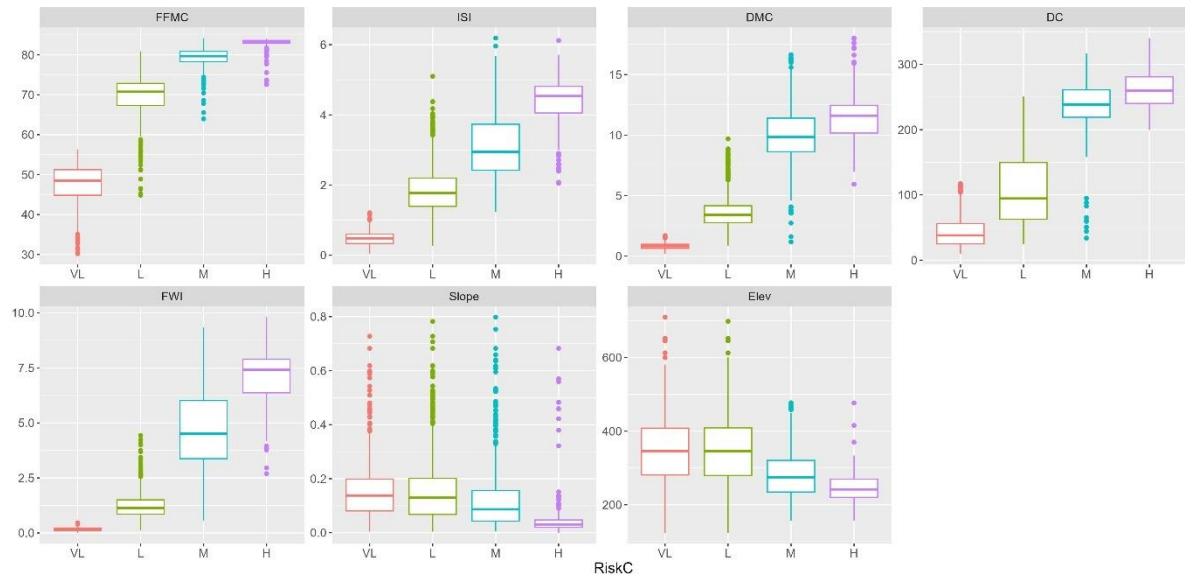 FFMC
80
70
60
50
40
30
VL L M H
ISI
6
4
2
0
VL L M H
DMC
15
10
5
0
VL L M H
DC
300
200
100
0
VL L M H
FWI
10.0
7.5
5.0
2.5
0.0
VL L M H
Slope
0.8
0.6
0.4
0.2
0.0
VL L M H
Elev
600
400
200
VL L M H
RiskC